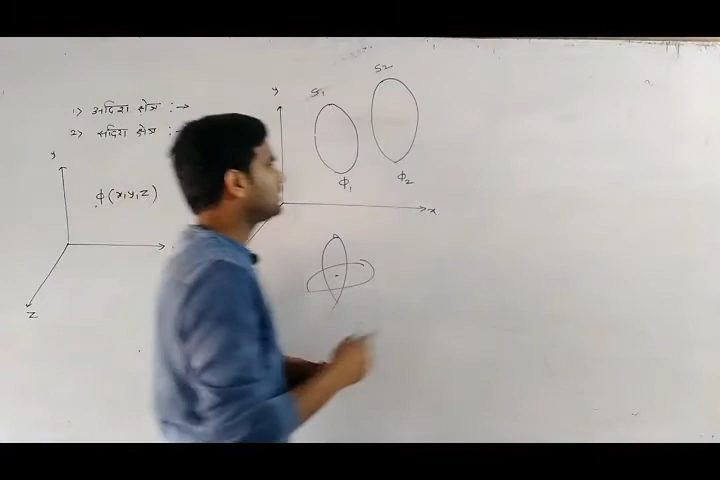 1) अदिश क्षेत्र :→
2) सदिश क्षेत्र :-
y
ϕ(x,y,z)
z
y
S1
S2
ϕ1
ϕ2
x